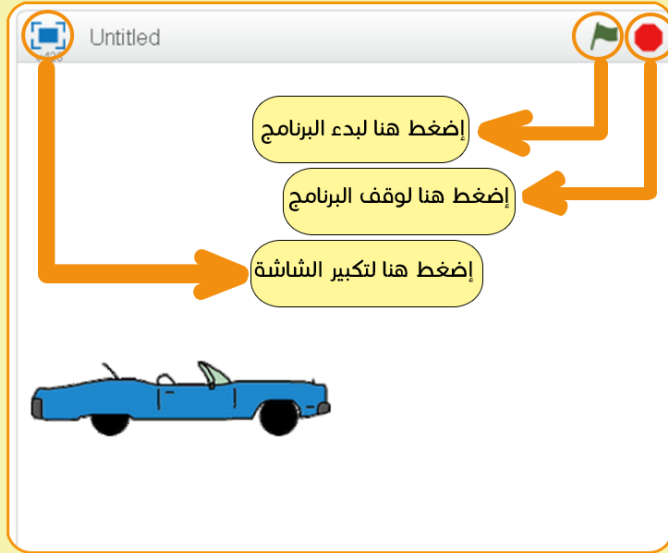 Untitled
إضغط هنا لبدء البرنامج
إضغط هنا لوقف البرنامج
إضغط هنا لتكبير الشاشة